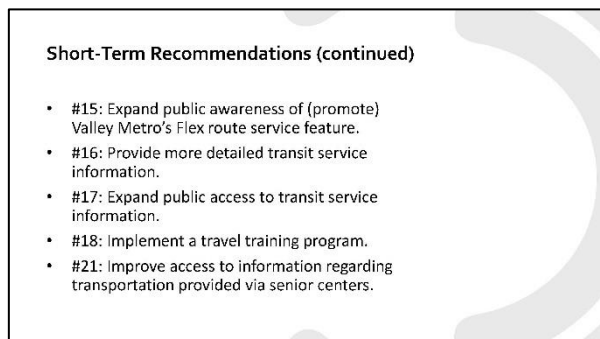 Short-Term Recommendations (continued)
• #15: Expand public awareness of (promote)
Valley Metro's Flex route service feature.
• #16: Provide more detailed transit service
information.
• #17: Expand public access to transit service
information.
• #18: Implement a travel training program.
• #21: Improve access to information regarding
transportation provided via senior centers.